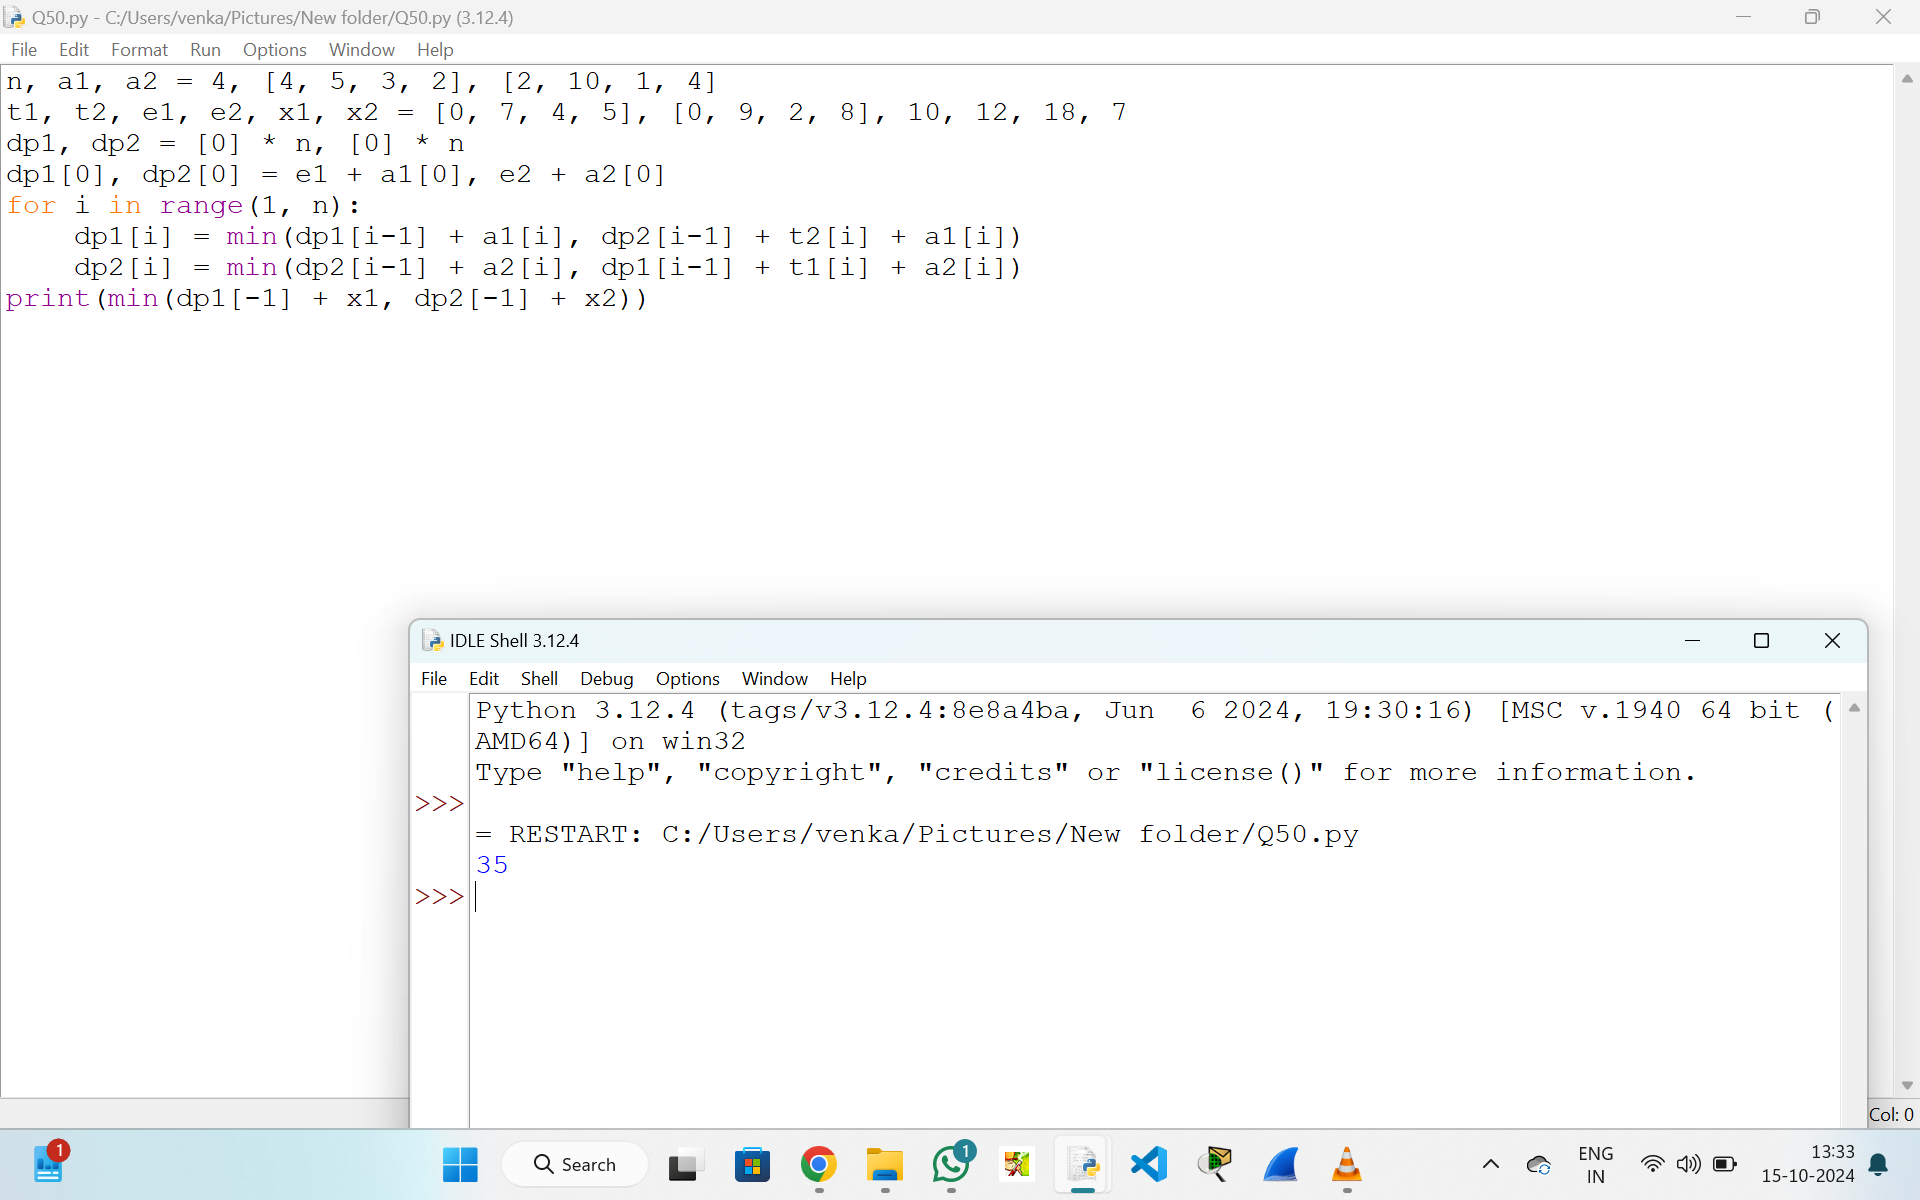 Q50.py - C:/Users/venka/Pictures/New folder/Q50.py (3.12.4)
File Edit Format Run Options Window Help
n, a1, a2 = 4, [4, 5, 3, 2], [2, 10, 1, 4]
t1, t2, e1, e2, x1, x2 = [0, 7, 4, 5], [0, 9, 2, 8], 10, 12, 18, 7
dp1, dp2 = [0] * n, [0] * n
dp1[0], dp2[0] = e1 + a1[0], e2 + a2[0]
for i in range(1, n):
    dp1[i] = min(dp1[i-1] + a1[i], dp2[i-1] + t2[i] + a1[i])
    dp2[i] = min(dp2[i-1] + a2[i], dp1[i-1] + t1[i] + a2[i])
print(min(dp1[-1] + x1, dp2[-1] + x2))
IDLE Shell 3.12.4
File Edit Shell Debug Options Window Help
Python 3.12.4 (tags/v3.12.4:8e8a4ba, Jun  6 2024, 19:30:16) [MSC v.1940 64 bit (
AMD64)] on win32
Type "help", "copyright", "credits" or "license()" for more information.
>>>
= RESTART: C:/Users/venka/Pictures/New folder/Q50.py
35
>>>
Col: 0
1
Search
1
ENG
IN
13:33
15-10-2024